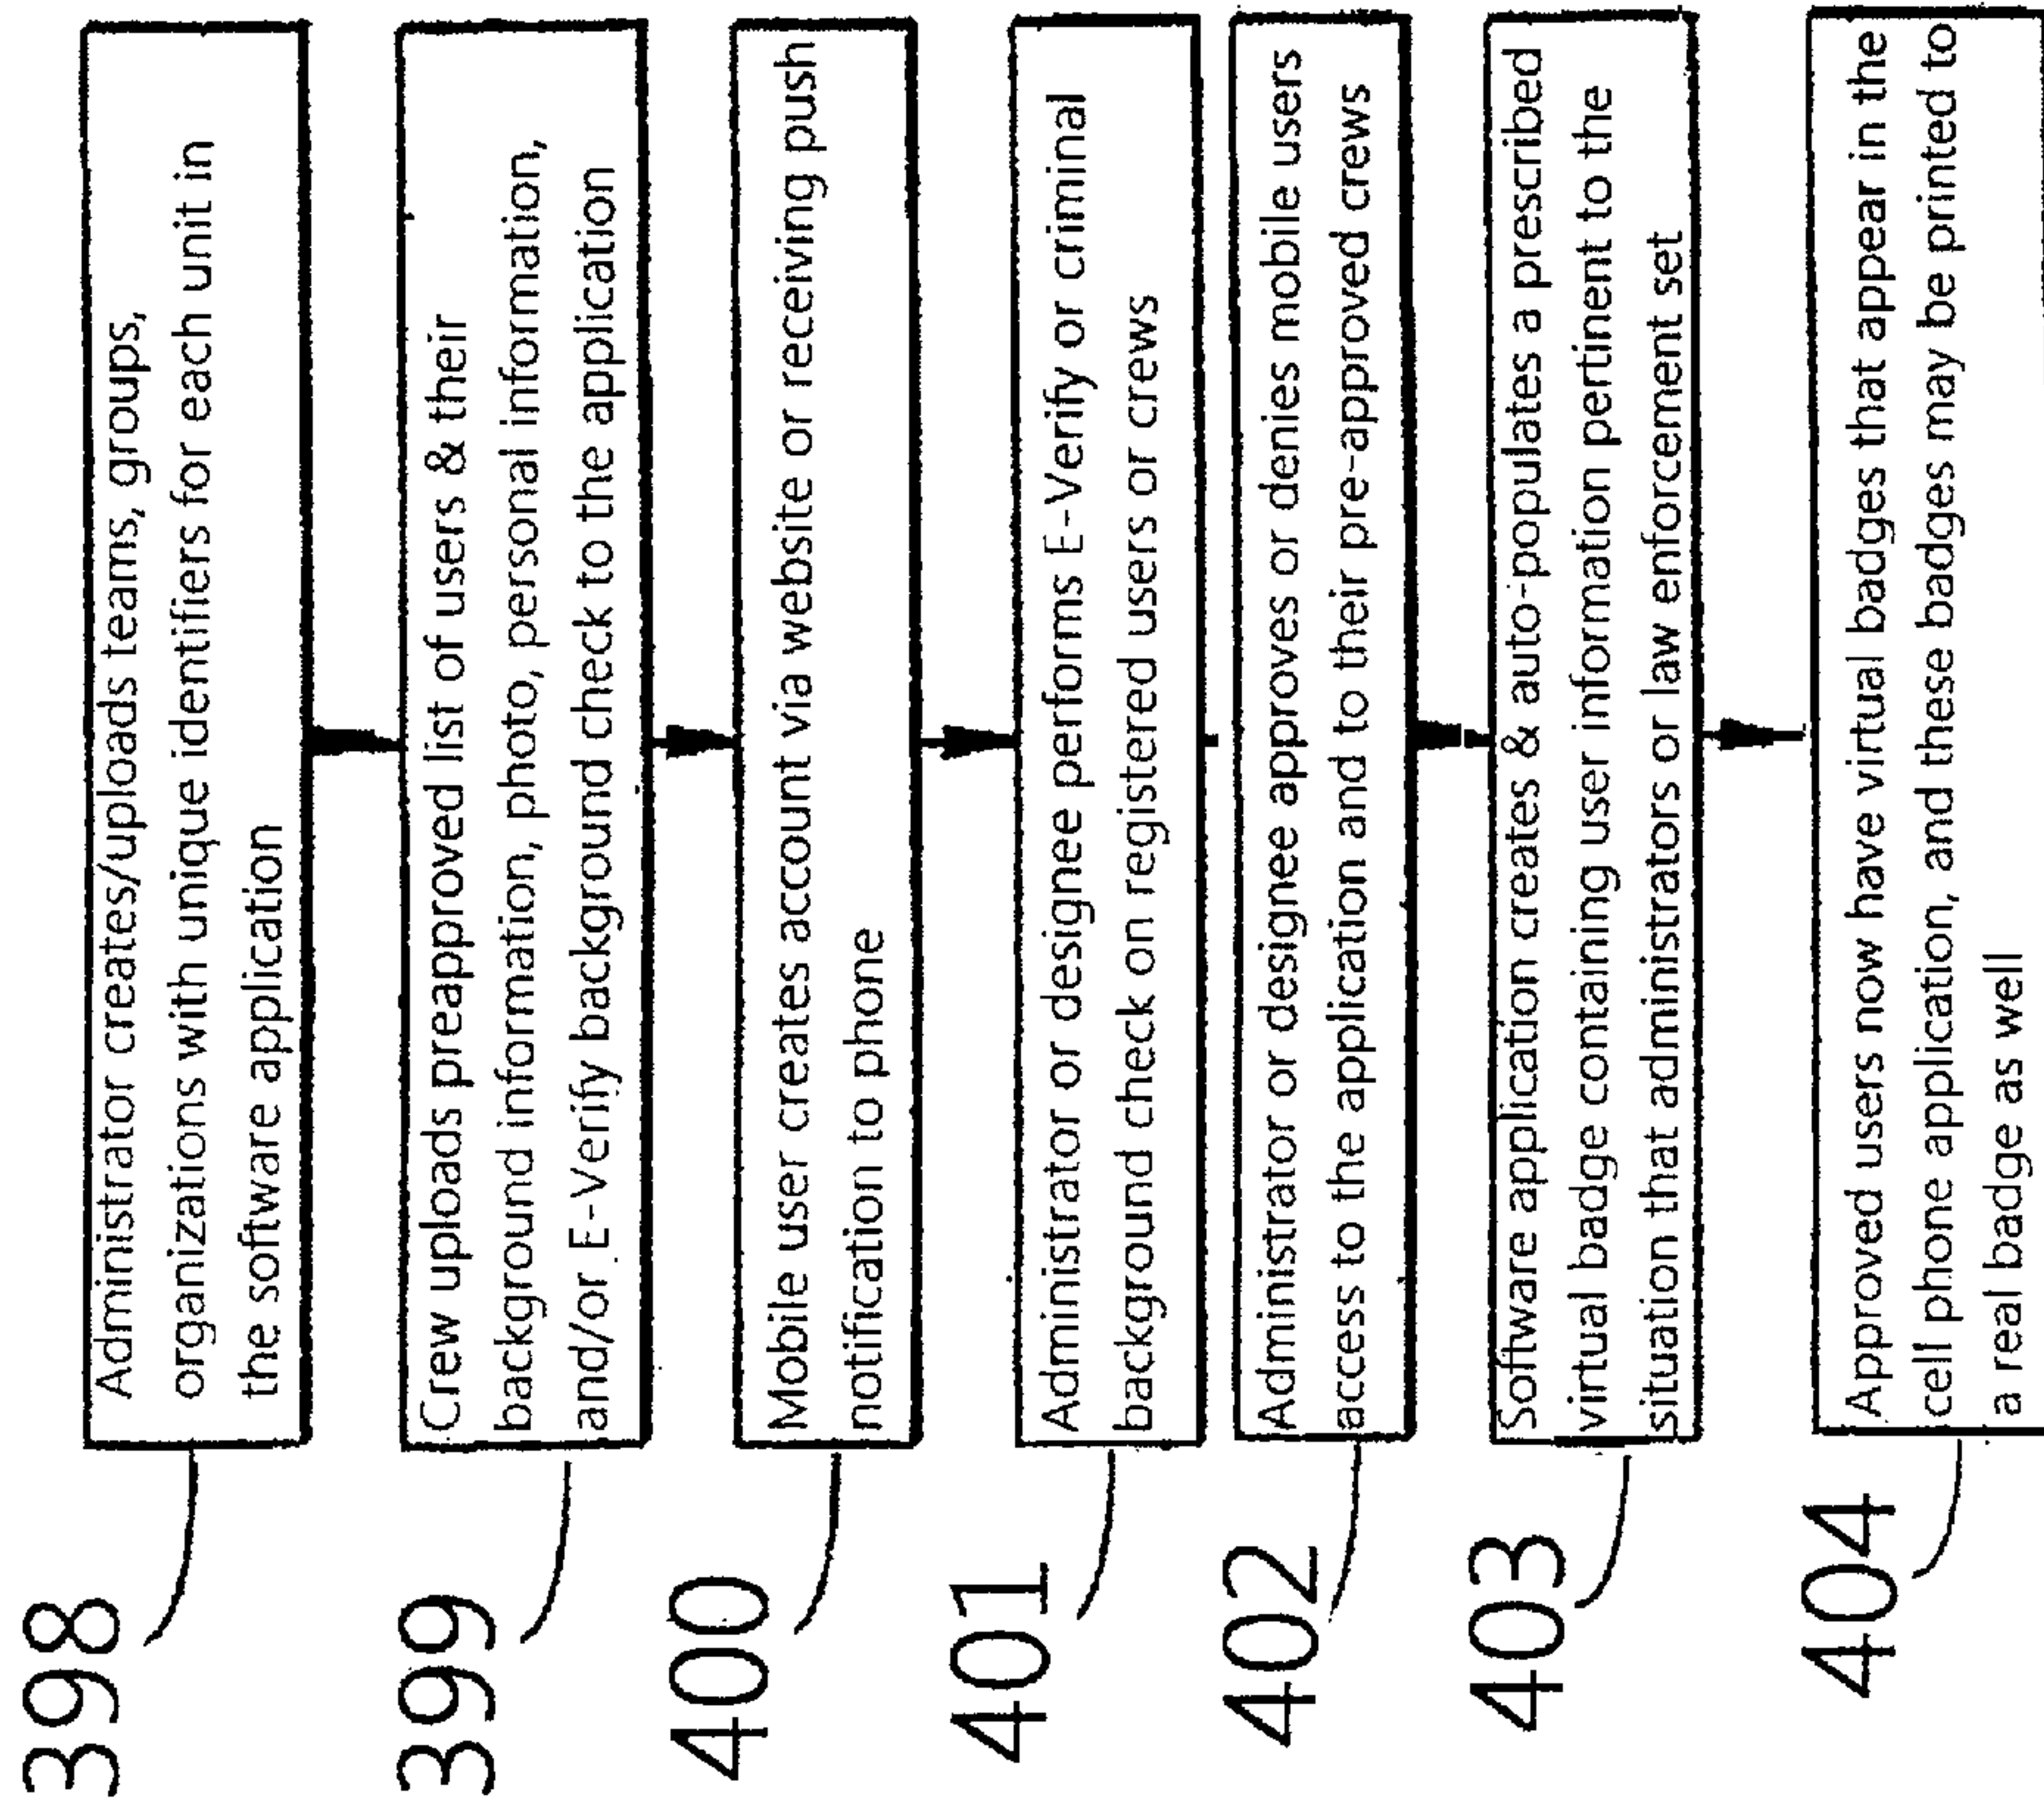 398
Administrator creates/uploads teams, groups,
organizations with unique identifiers for each unit in
the software application
399
Crew uploads preapproved list of users & their
background information, photo, personal information,
and/or E-Verify background check to the application
400
Mobile user creates account via website or receiving push
notification to phone
401
Administrator or designee performs E-Verify or criminal
background check on registered users or crews
402
Administrator or designee approves or denies mobile users
access to the application and to their pre-approved crews
403
Software application creates & auto-populates a prescribed
virtual badge containing user information pertinent to the
situation that administrators or law enforcement set
404
Approved users now have virtual badges that appear in the
cell phone application, and these badges may be printed to
a real badge as well